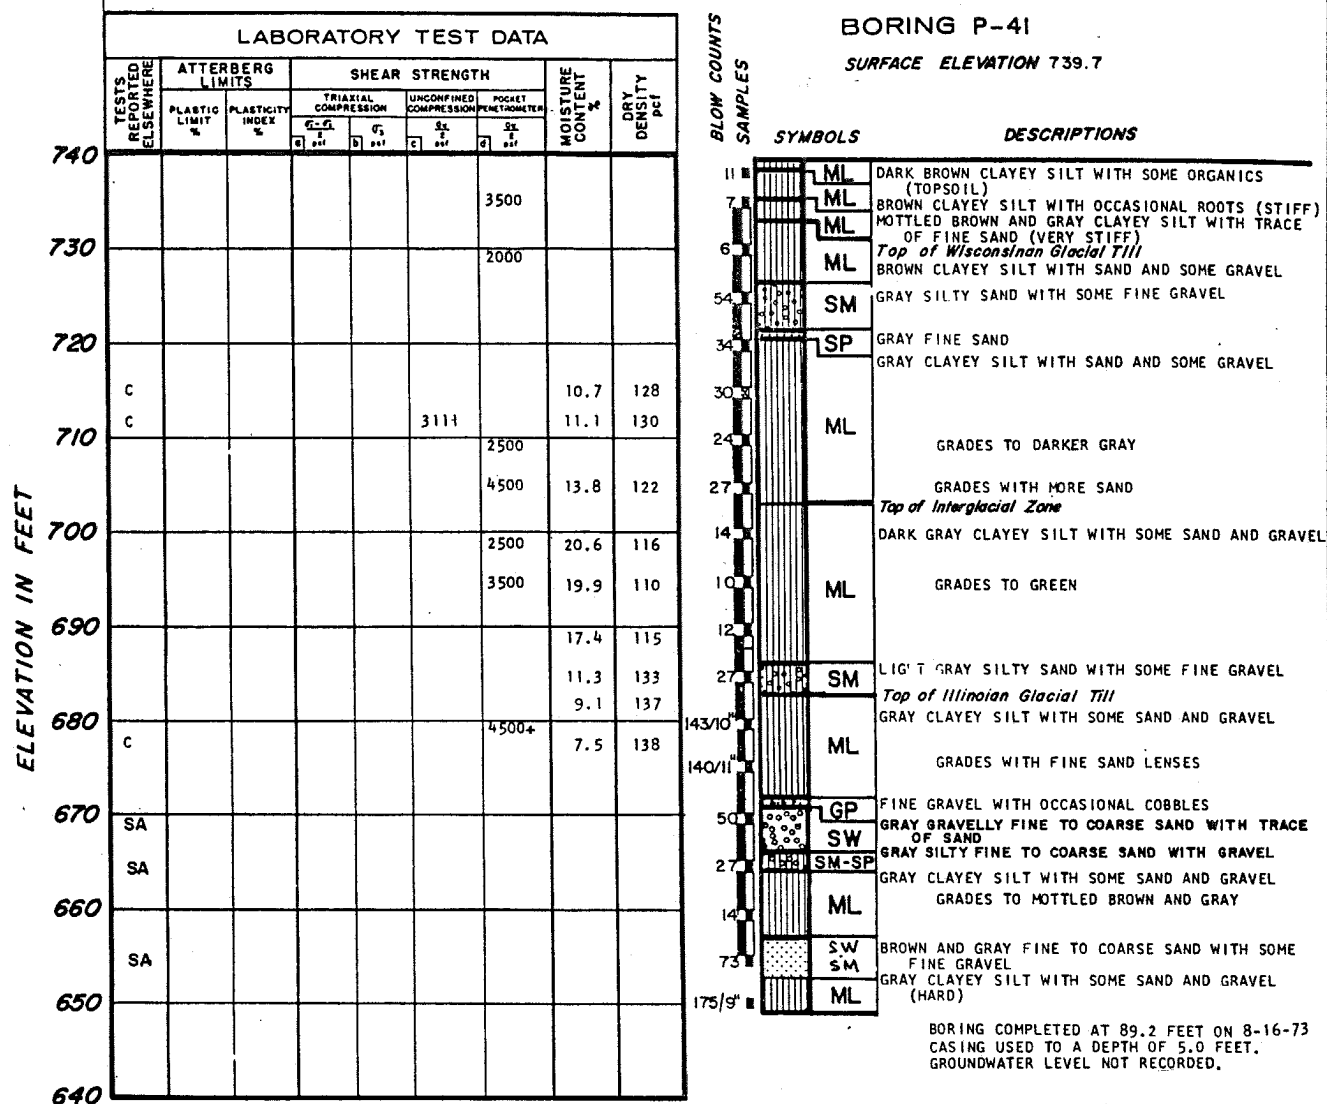 LABORATORY TEST DATA
TESTS REPORTED ELSEWHERE
ATTERBERG LIMITS
PLASTIC LIMIT %
PLASTICITY INDEX %
SHEAR STRENGTH
TRIAXIAL COMPRESSION
UNCONFINED COMPRESSION
POCKET PENETROMETER
a psf
b psf
c psf
d psf
MOISTURE CONTENT %
DRY DENSITY pcf
BLOW COUNTS
SAMPLES
BORING P-41
SURFACE ELEVATION 739.7
SYMBOLS
DESCRIPTIONS
ELEVATION IN FEET
740
3500
730
2000
720
C 10.7 128
C 3111 11.1 130
710
2500
4500 13.8 122
700
2500 20.6 116
3500 19.9 110
690
17.4 115
11.3 133
9.1 137
680
4500+
C 7.5 138
670
SA
SA
660
SA
650
640
11 ML DARK BROWN CLAYEY SILT WITH SOME ORGANICS
(TOPSOIL)
7 ML BROWN CLAYEY SILT WITH OCCASIONAL ROOTS (STIFF)
ML MOTTLED BROWN AND GRAY CLAYEY SILT WITH TRACE
OF FINE SAND (VERY STIFF)
6 Top of Wisconsinan Glacial Till
ML BROWN CLAYEY SILT WITH SAND AND SOME GRAVEL
54 SM GRAY SILTY SAND WITH SOME FINE GRAVEL
34 SP GRAY FINE SAND
GRAY CLAYEY SILT WITH SAND AND SOME GRAVEL
30
ML
24 GRADES TO DARKER GRAY
27 GRADES WITH MORE SAND
Top of Interglacial Zone
14 DARK GRAY CLAYEY SILT WITH SOME SAND AND GRAVEL
10 ML GRADES TO GREEN
12
27 SM LIG T GRAY SILTY SAND WITH SOME FINE GRAVEL
Top of Illinoian Glacial Till
143/10" GRAY CLAYEY SILT WITH SOME SAND AND GRAVEL
ML
140/11" GRADES WITH FINE SAND LENSES
GP FINE GRAVEL WITH OCCASIONAL COBBLES
50 SW GRAY GRAVELLY FINE TO COARSE SAND WITH TRACE
OF SAND
27 SM-SP GRAY SILTY FINE TO COARSE SAND WITH GRAVEL
GRAY CLAYEY SILT WITH SOME SAND AND GRAVEL
14 ML GRADES TO MOTTLED BROWN AND GRAY
73 SW SM BROWN AND GRAY FINE TO COARSE SAND WITH SOME
FINE GRAVEL
175/9" ML GRAY CLAYEY SILT WITH SOME SAND AND GRAVEL
(HARD)
BORING COMPLETED AT 89.2 FEET ON 8-16-73
CASING USED TO A DEPTH OF 5.0 FEET.
GROUNDWATER LEVEL NOT RECORDED.